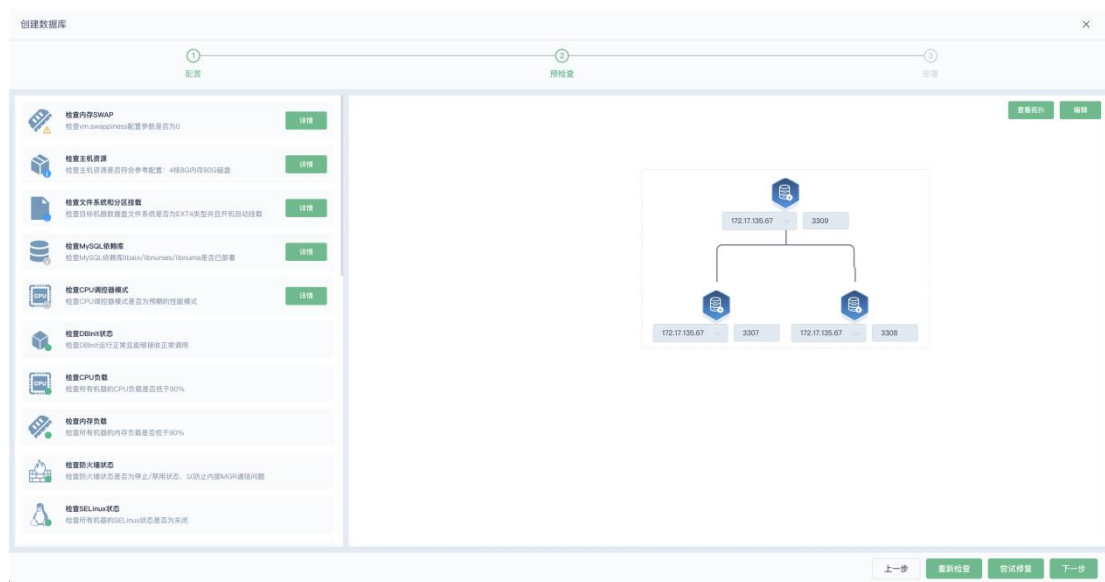 创建数据库
1
2
3
配置
预检查
部署
检查内存SWAP
检查vm.swappiness配置参数是否为0
详情
检查主机资源
检查主机资源是否符合参考配置：4核8G内存80G磁盘
详情
检查文件系统和分区挂载
检查目标机器数据盘文件系统是否为EXT4类型并且开机自动挂载
详情
检查MySQL依赖库
检查MySQL依赖库libaio/libnurses/libnuma是否已部署
详情
检查CPU调控器模式
检查CPU调控器模式是否为预期的性能模式
详情
检查DBinit状态
检查DBinit运行正常且能够接收正常调用
检查CPU负载
检查所有机器的CPU负载是否低于90%
检查内存负载
检查所有机器的内存负载是否低于90%
检查防火墙状态
检查防火墙状态是否为停止/禁用状态，以防止内部MGR通信问题
检查SELinux状态
检查所有机器的SELinux状态是否为关闭
查看拓扑
编辑
172.17.135.67
3309
172.17.135.67
3307
172.17.135.67
3308
上一步
重新检查
尝试修复
下一步